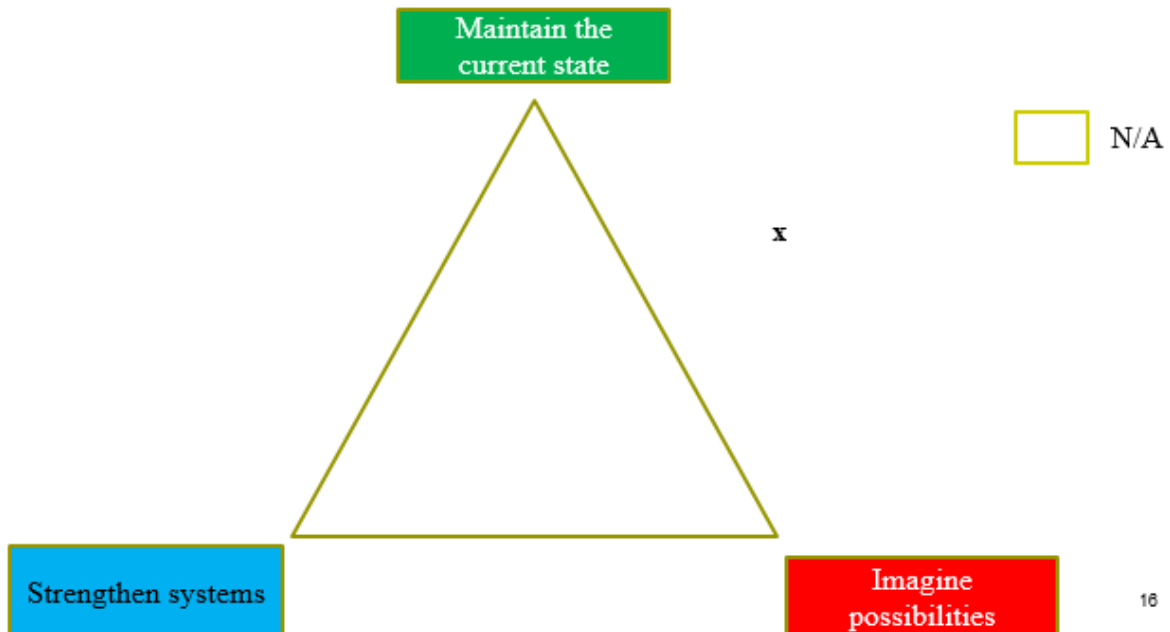 Maintain the
current state
N/A
x
Strengthen systems
Imagine
possibilities
16